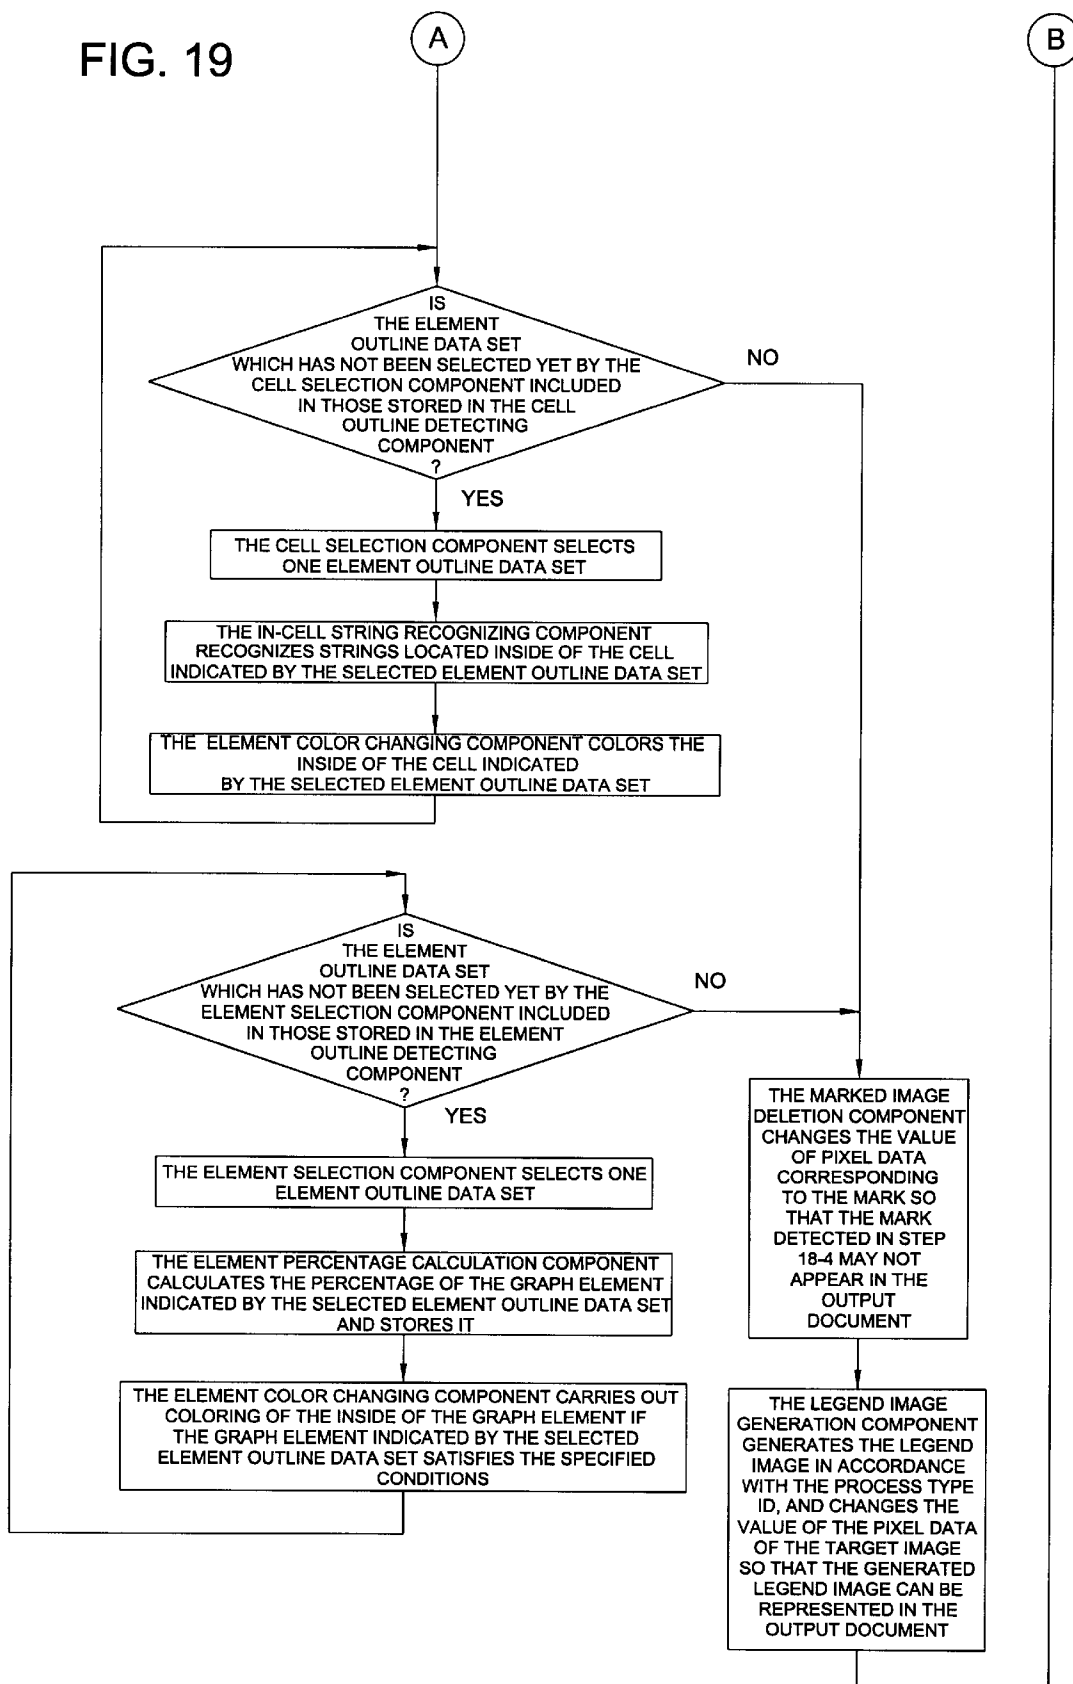 FIG. 19
A
B
IS
THE ELEMENT
OUTLINE DATA SET
WHICH HAS NOT BEEN SELECTED YET BY THE
CELL SELECTION COMPONENT INCLUDED
IN THOSE STORED IN THE CELL
OUTLINE DETECTING
COMPONENT
?
NO
YES
THE CELL SELECTION COMPONENT SELECTS
ONE ELEMENT OUTLINE DATA SET
THE IN-CELL STRING RECOGNIZING COMPONENT
RECOGNIZES STRINGS LOCATED INSIDE OF THE CELL
INDICATED BY THE SELECTED ELEMENT OUTLINE DATA SET
THE ELEMENT COLOR CHANGING COMPONENT COLORS THE
INSIDE OF THE CELL INDICATED
BY THE SELECTED ELEMENT OUTLINE DATA SET
IS
THE ELEMENT
OUTLINE DATA SET
WHICH HAS NOT BEEN SELECTED YET BY THE
ELEMENT SELECTION COMPONENT INCLUDED
IN THOSE STORED IN THE ELEMENT
OUTLINE DETECTING
COMPONENT
?
NO
YES
THE ELEMENT SELECTION COMPONENT SELECTS ONE
ELEMENT OUTLINE DATA SET
THE ELEMENT PERCENTAGE CALCULATION COMPONENT
CALCULATES THE PERCENTAGE OF THE GRAPH ELEMENT
INDICATED BY THE SELECTED ELEMENT OUTLINE DATA SET
AND STORES IT
THE ELEMENT COLOR CHANGING COMPONENT CARRIES OUT
COLORING OF THE INSIDE OF THE GRAPH ELEMENT IF
THE GRAPH ELEMENT INDICATED BY THE SELECTED
ELEMENT OUTLINE DATA SET SATISFIES THE SPECIFIED
CONDITIONS
THE MARKED IMAGE
DELETION COMPONENT
CHANGES THE VALUE
OF PIXEL DATA
CORRESPONDING
TO THE MARK SO
THAT THE MARK
DETECTED IN STEP
18-4 MAY NOT
APPEAR IN THE
OUTPUT
DOCUMENT
THE LEGEND IMAGE
GENERATION COMPONENT
GENERATES THE LEGEND
IMAGE IN ACCORDANCE
WITH THE PROCESS TYPE
ID, AND CHANGES THE
VALUE OF THE PIXEL DATA
OF THE TARGET IMAGE
SO THAT THE GENERATED
LEGEND IMAGE CAN BE
REPRESENTED IN THE
OUTPUT DOCUMENT